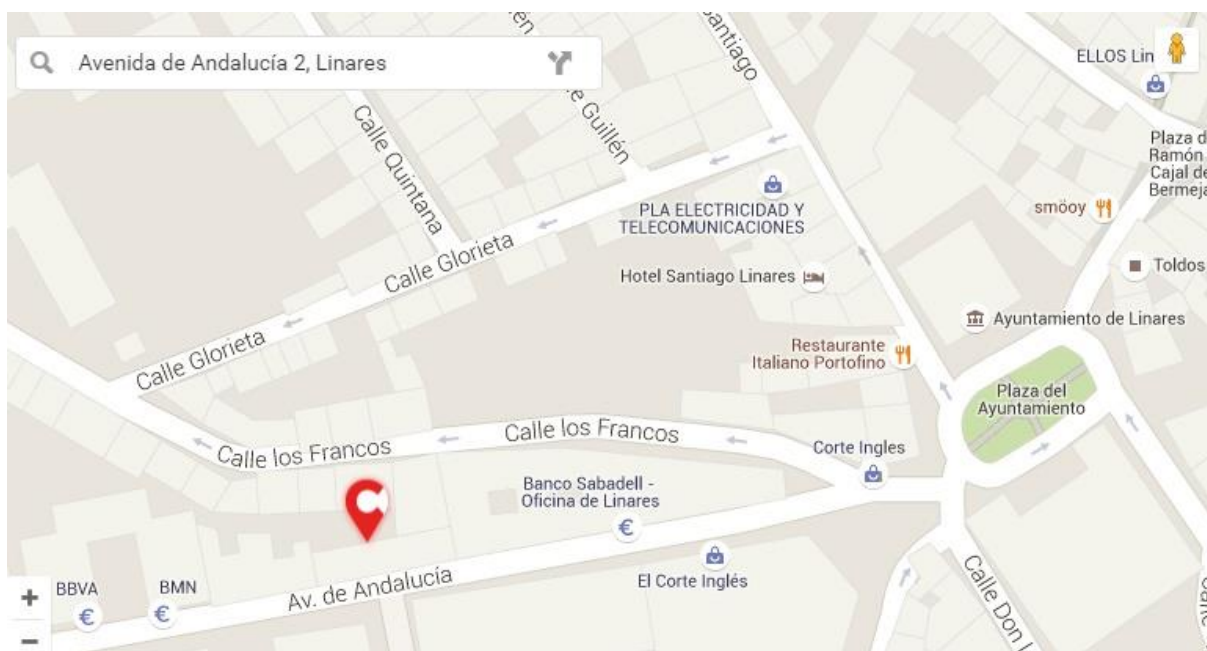 Avenida de Andalucía 2, Linares
Santiago
ELLOS Lin
Guillén
Calle Quintana
Plaza d
Ramón
Cajal de
Bermeja
PLA ELECTRICIDAD Y
TELECOMUNICACIONES
smöoy
Calle Glorieta
Hotel Santiago Linares
Toldos
Ayuntamiento de Linares
Calle Glorieta
Restaurante
Italiano Portofino
Plaza del
Ayuntamiento
Calle los Francos
Calle los Francos
Corte Ingles
Banco Sabadell -
Oficina de Linares
€
El Corte Inglés
Av. de Andalucía
Calle Don
BBVA
€
BMN
€
+
−